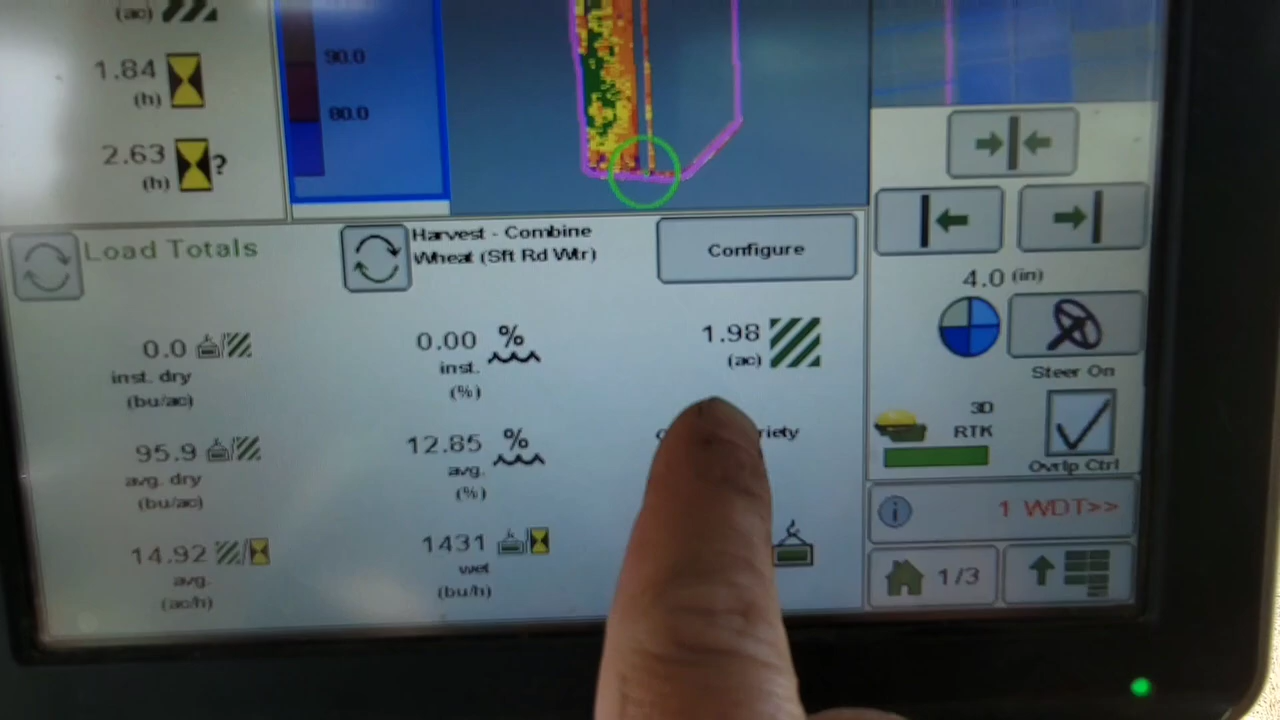 (ac)
1.84
(h)
2.63
(h)
?
90.0
80.0
Load Totals
Harvest - Combine
Wheat (Sft Rd Wtr)
Configure
0.0
inst. dry
(bu/ac)
0.00 %
inst.
(%)
1.98
(ac)
95.9
avg. dry
(bu/ac)
12.85 %
avg.
(%)
14.92
avg.
(ac/h)
1431
wet
(bu/h)
4.0 (in)
Steer On
3D
RTK
Ovrlp Ctrl
i
1 WDT>>
1/3